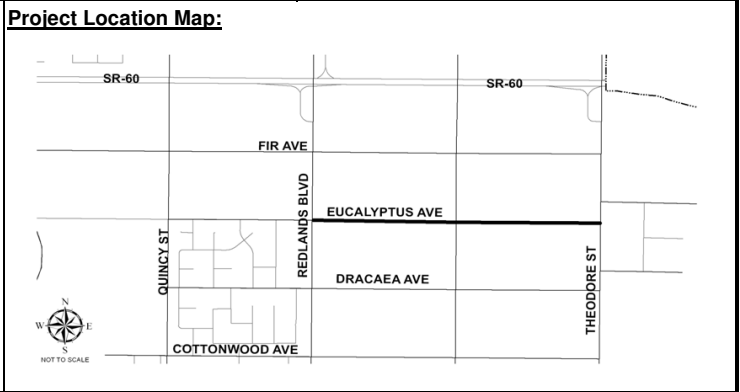 Project Location Map:
SR-60
SR-60
FIR AVE
REDLANDS BLVD
EUCALYPTUS AVE
QUINCY ST
DRACAEA AVE
THEODORE ST
N
W E
S
NOT TO SCALE
COTTONWOOD AVE